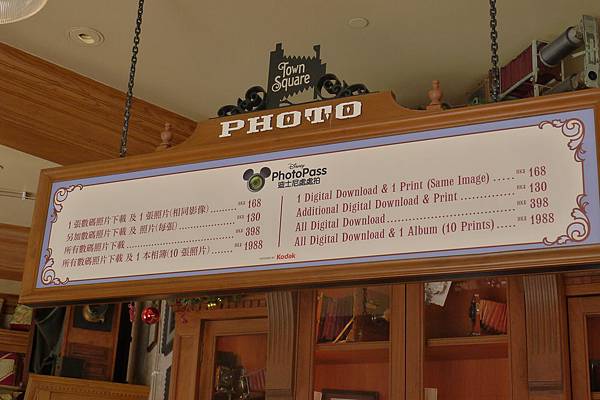 Town
Square
PHOTO
Disney
PhotoPass
迪士尼處處拍
1 張數碼照片下載 及 1 張照片(相同影像) HK$ 168
另加數碼照片下載 及 照片(每張) HK$ 130
所有數碼照片下載 HK$ 398
所有數碼照片下載 及 1 本相簿(10 張照片) HK$ 1988
1 Digital Download & 1 Print (Same Image) HK$ 168
Additional Digital Download & Print HK$ 130
All Digital Download HK$ 398
All Digital Download & 1 Album (10 Prints) HK$ 1988
Kodak